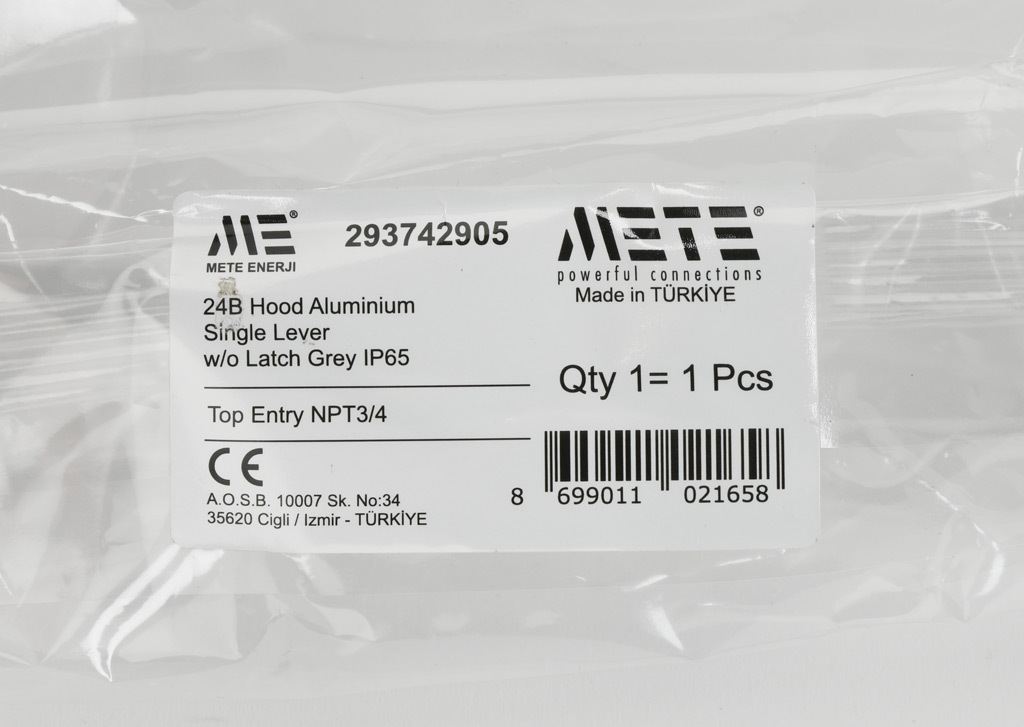 ME®
METE ENERJI
293742905
METE®
powerful connections
Made in TÜRKİYE
24B Hood Aluminium
Single Lever
w/o Latch Grey IP65
Qty 1= 1 Pcs
Top Entry NPT3/4
CE
A.O.S.B. 10007 Sk. No:34
35620 Cigli / Izmir - TÜRKİYE
8 699011 021658